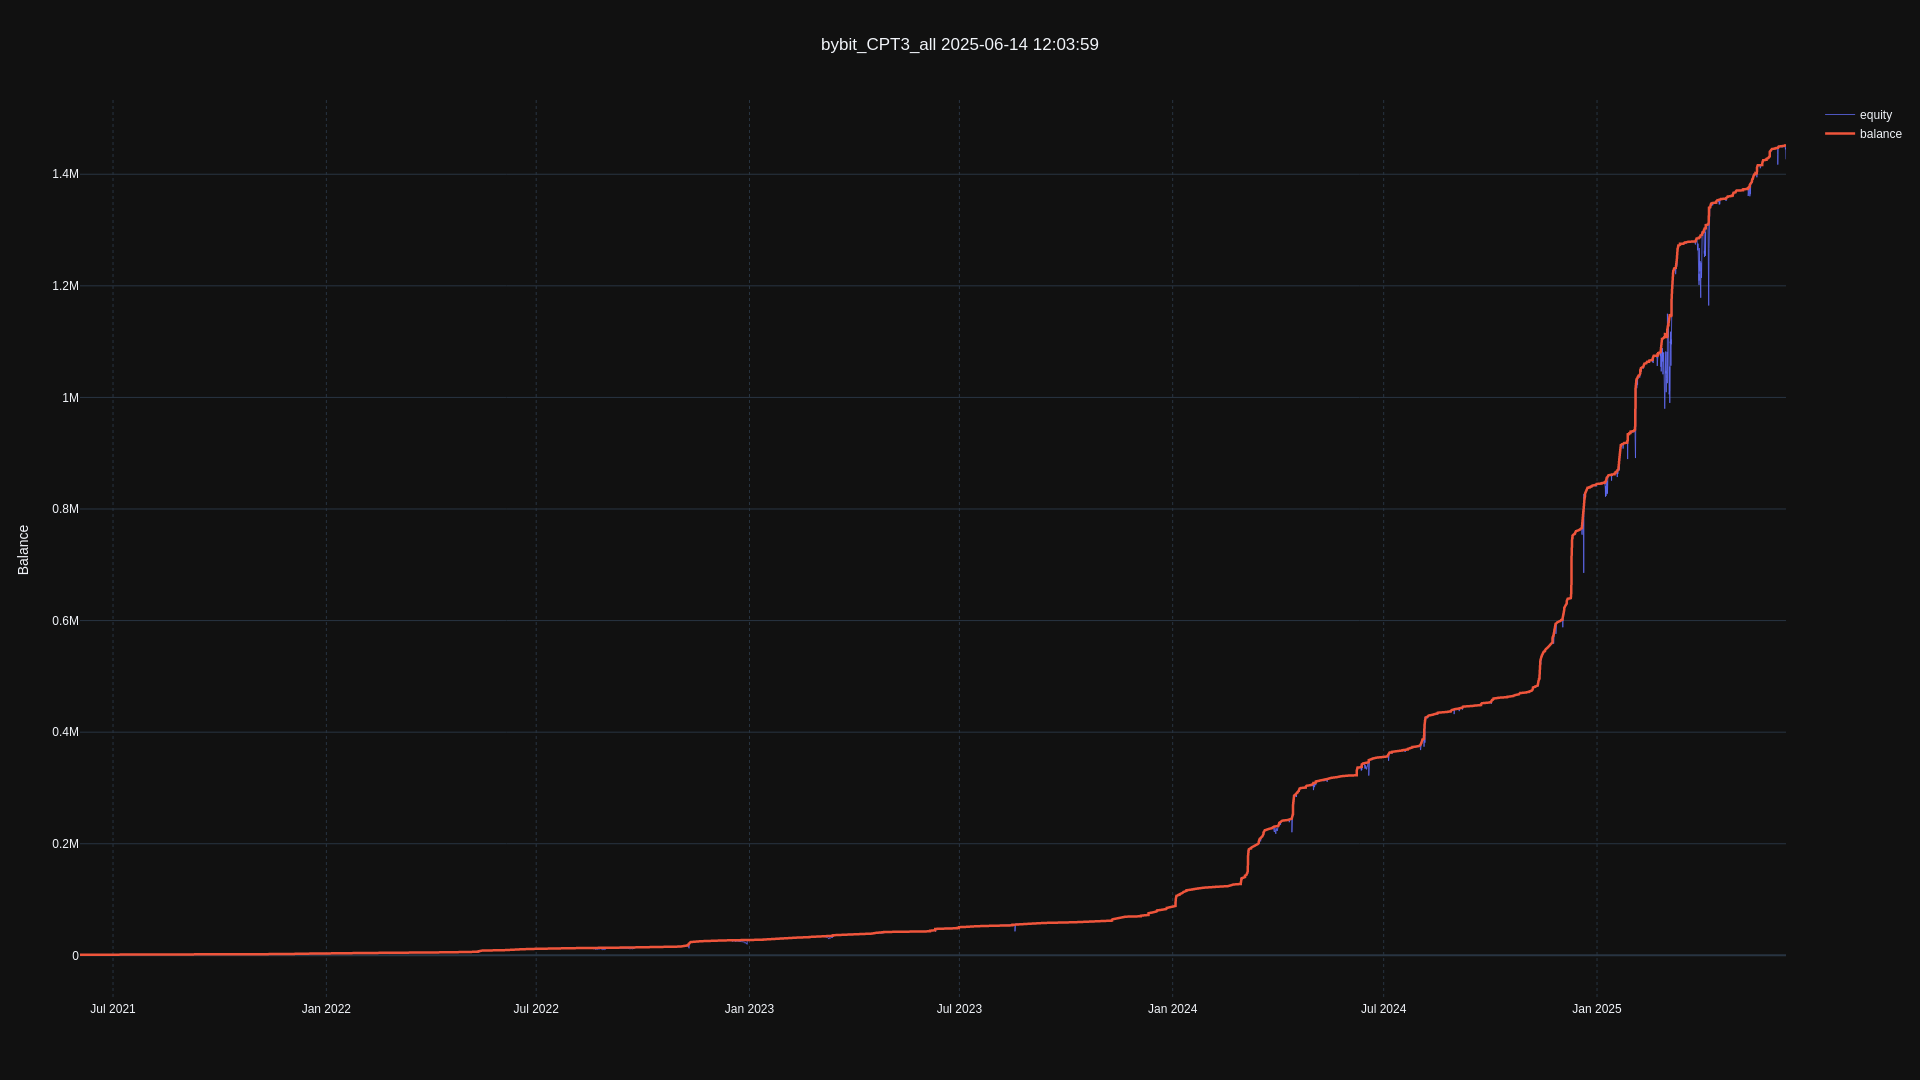 bybit_CPT3_all 2025-06-14 12:03:59
equity
balance
Balance
1.4M
1.2M
1M
0.8M
0.6M
0.4M
0.2M
0
Jul 2021
Jan 2022
Jul 2022
Jan 2023
Jul 2023
Jan 2024
Jul 2024
Jan 2025